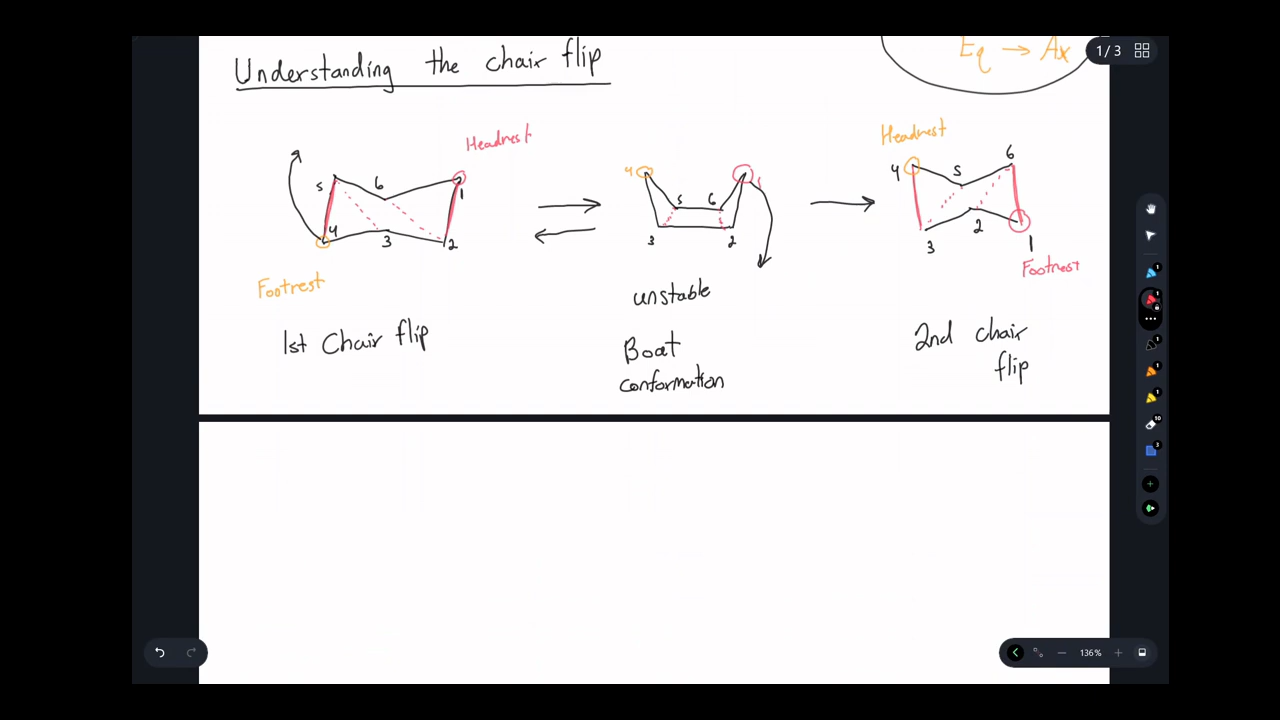 Eq → Ax
1/3
Understanding the chair flip
Headrest
5 6 1
4 3 2
Footrest
1st Chair flip
4 1
5 6
3 2
unstable
Boat
conformation
Headrest
4 5 6
3 2 1
Footrest
2nd chair
flip
136%